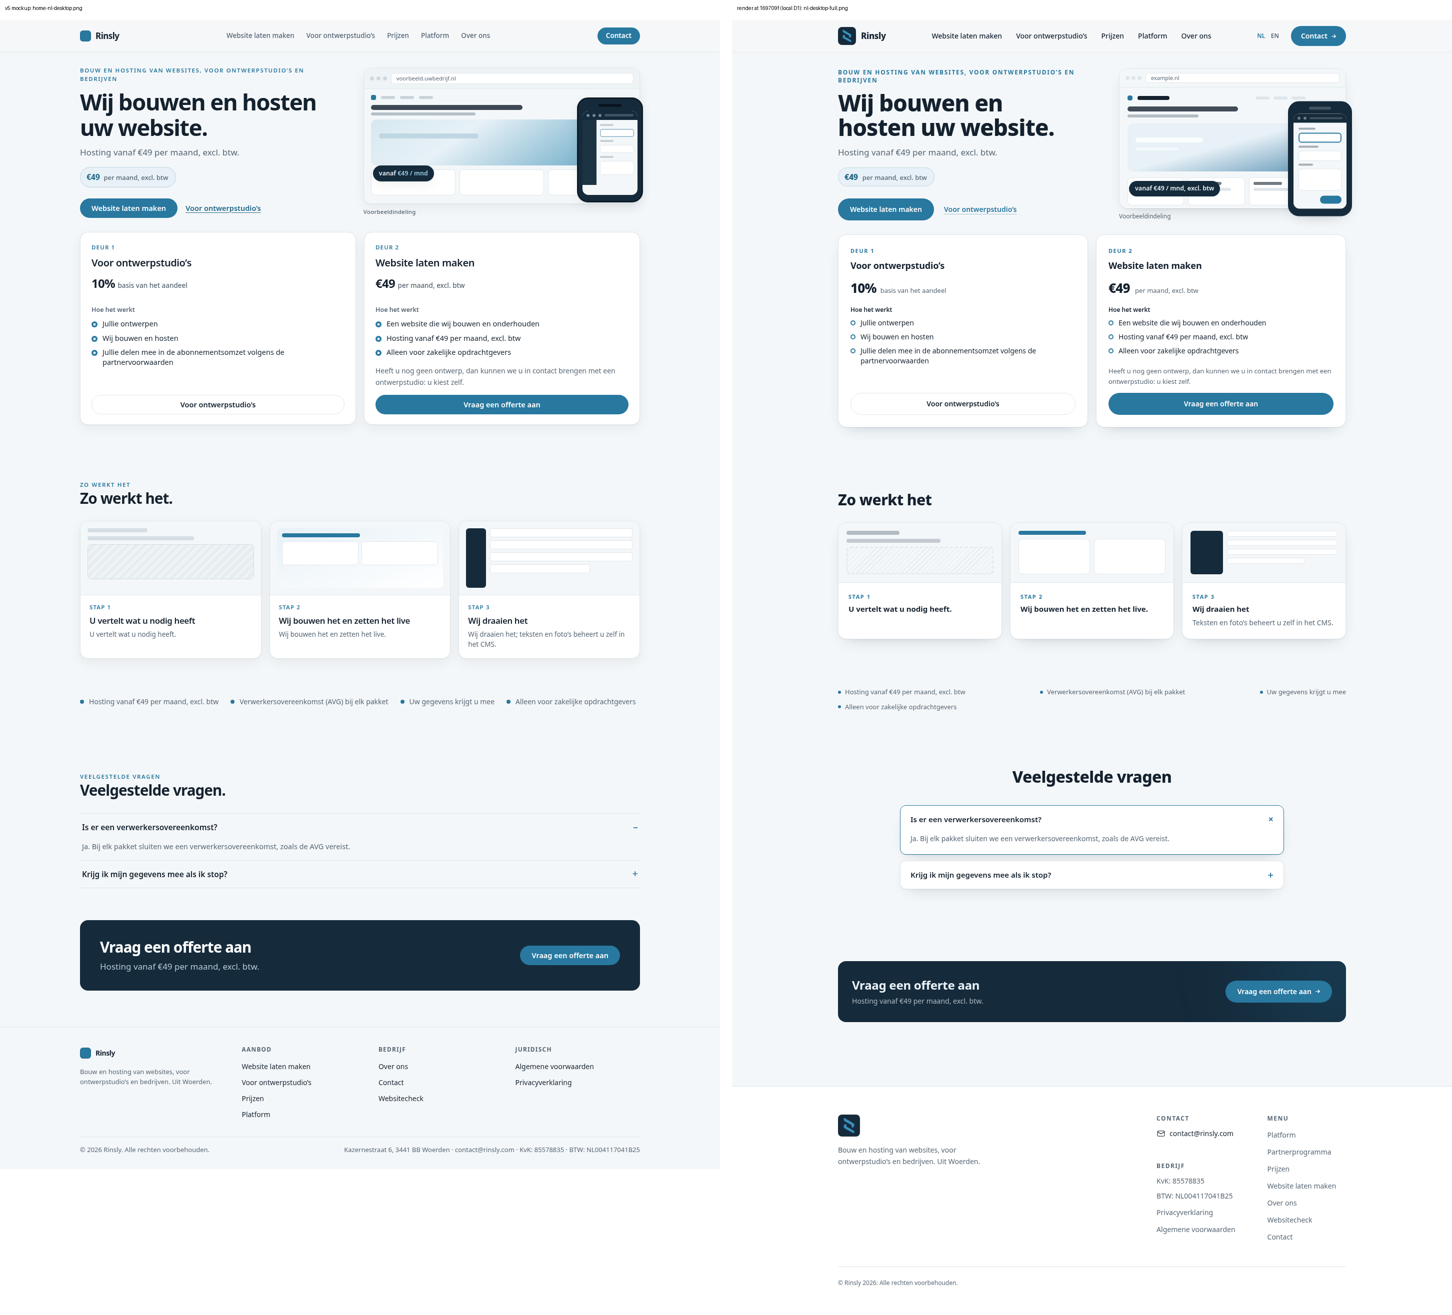 v5 mockup: home-nl-desktop.png
Rinsly
Website laten maken
Voor ontwerpstudio's
Prijzen
Platform
Over ons
Contact
BOUW EN HOSTING VAN WEBSITES, VOOR ONTWERPSTUDIO'S EN
BEDRIJVEN
Wij bouwen en hosten
uw website.
Hosting vanaf €49 per maand, excl. btw.
€49 per maand, excl. btw
Website laten maken
Voor ontwerpstudio's
voorbeeld.uwbedrijf.nl
vanaf €49 / mnd
Voorbeeldindeling
DEUR 1
Voor ontwerpstudio's
10% basis van het aandeel
Hoe het werkt
Jullie ontwerpen
Wij bouwen en hosten
Jullie delen mee in de abonnementsomzet volgens de
partnervoorwaarden
Voor ontwerpstudio's
DEUR 2
Website laten maken
€49 per maand, excl. btw
Hoe het werkt
Een website die wij bouwen en onderhouden
Hosting vanaf €49 per maand, excl. btw
Alleen voor zakelijke opdrachtgevers
Heeft u nog geen ontwerp, dan kunnen we u in contact brengen met een
ontwerpstudio: u kiest zelf.
Vraag een offerte aan
ZO WERKT HET
Zo werkt het.
STAP 1
U vertelt wat u nodig heeft
U vertelt wat u nodig heeft.
STAP 2
Wij bouwen het en zetten het live
Wij bouwen het en zetten het live.
STAP 3
Wij draaien het
Wij draaien het; teksten en foto's beheert u zelf in
het CMS.
Hosting vanaf €49 per maand, excl. btw
Verwerkersovereenkomst (AVG) bij elk pakket
Uw gegevens krijgt u mee
Alleen voor zakelijke opdrachtgevers
VEELGESTELDE VRAGEN
Veelgestelde vragen.
Is er een verwerkersovereenkomst? −
Ja. Bij elk pakket sluiten we een verwerkersovereenkomst, zoals de AVG vereist.
Krijg ik mijn gegevens mee als ik stop? +
Vraag een offerte aan
Hosting vanaf €49 per maand, excl. btw.
Vraag een offerte aan
Rinsly
Bouw en hosting van websites, voor
ontwerpstudio's en bedrijven. Uit Woerden.
AANBOD
Website laten maken
Voor ontwerpstudio's
Prijzen
Platform
BEDRIJF
Over ons
Contact
Websitecheck
JURIDISCH
Algemene voorwaarden
Privacyverklaring
© 2026 Rinsly. Alle rechten voorbehouden.
Kazernestraat 6, 3441 BB Woerden · contact@rinsly.com · KvK: 85578835 · BTW: NL004117041B25
render at 1697091 (local D1): nl-desktop-full.png
Rinsly
Website laten maken
Voor ontwerpstudio's
Prijzen
Platform
Over ons
NL EN
Contact →
BOUW EN HOSTING VAN WEBSITES, VOOR ONTWERPSTUDIO'S EN
BEDRIJVEN
Wij bouwen en
hosten uw website.
Hosting vanaf €49 per maand, excl. btw.
€49 per maand, excl. btw
Website laten maken
Voor ontwerpstudio's
example.nl
vanaf €49 / mnd, excl. btw
Voorbeeldindeling
DEUR 1
Voor ontwerpstudio's
10% basis van het aandeel
Hoe het werkt
Jullie ontwerpen
Wij bouwen en hosten
Jullie delen mee in de abonnementsomzet volgens de
partnervoorwaarden
Voor ontwerpstudio's
DEUR 2
Website laten maken
€49 per maand, excl. btw
Hoe het werkt
Een website die wij bouwen en onderhouden
Hosting vanaf €49 per maand, excl. btw
Alleen voor zakelijke opdrachtgevers
Heeft u nog geen ontwerp, dan kunnen we u in contact brengen met een
ontwerpstudio: u kiest zelf.
Vraag een offerte aan
Zo werkt het
STAP 1
U vertelt wat u nodig heeft.
STAP 2
Wij bouwen het en zetten het live.
STAP 3
Wij draaien het
Teksten en foto's beheert u zelf in het CMS.
Hosting vanaf €49 per maand, excl. btw
Verwerkersovereenkomst (AVG) bij elk pakket
Uw gegevens krijgt u mee
Alleen voor zakelijke opdrachtgevers
Veelgestelde vragen
Is er een verwerkersovereenkomst? ×
Ja. Bij elk pakket sluiten we een verwerkersovereenkomst, zoals de AVG vereist.
Krijg ik mijn gegevens mee als ik stop? +
Vraag een offerte aan
Hosting vanaf €49 per maand, excl. btw.
Vraag een offerte aan →
Bouw en hosting van websites, voor
ontwerpstudio's en bedrijven. Uit Woerden.
CONTACT
contact@rinsly.com
BEDRIJF
KvK: 85578835
BTW: NL004117041B25
Privacyverklaring
Algemene voorwaarden
MENU
Platform
Partnerprogramma
Prijzen
Website laten maken
Over ons
Websitecheck
Contact
© Rinsly 2026: Alle rechten voorbehouden.